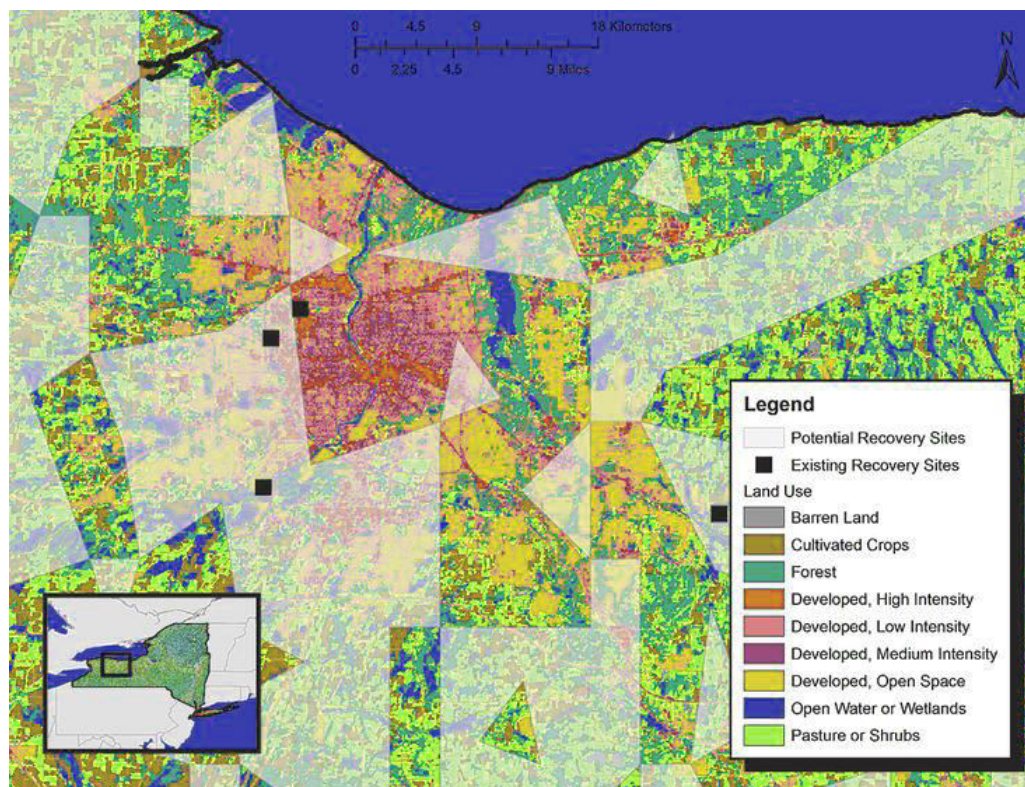 0 4.5 9 18 Kilometers
0 2.25 4.5 9 Miles
N
Legend
Potential Recovery Sites
Existing Recovery Sites
Land Use
Barren Land
Cultivated Crops
Forest
Developed, High Intensity
Developed, Low Intensity
Developed, Medium Intensity
Developed, Open Space
Open Water or Wetlands
Pasture or Shrubs